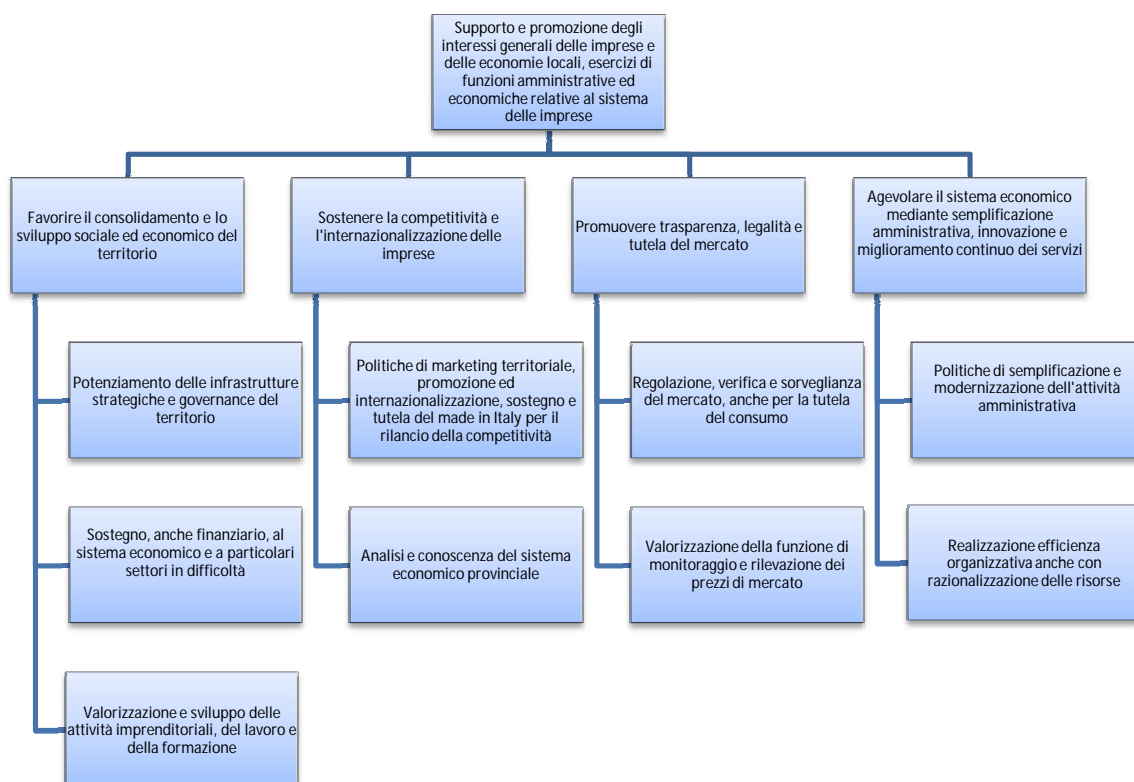 Supporto e promozione degli
interessi generali delle imprese e
delle economie locali, esercizi di
funzioni amministrative ed
economiche relative al sistema
delle imprese
Favorire il consolidamento e lo
sviluppo sociale ed economico del
territorio
Sostenere la competitività e
l'internazionalizzazione delle
imprese
Promuovere trasparenza, legalità e
tutela del mercato
Agevolare il sistema economico
mediante semplificazione
amministrativa, innovazione e
miglioramento continuo dei servizi
Potenziamento delle infrastrutture
strategiche e governance del
territorio
Politiche di marketing territoriale,
promozione ed
internazionalizzazione, sostegno e
tutela del made in Italy per il
rilancio della competitività
Regolazione, verifica e sorveglianza
del mercato, anche per la tutela
del consumo
Politiche di semplificazione e
modernizzazione dell'attività
amministrativa
Sostegno, anche finanziario, al
sistema economico e a particolari
settori in difficoltà
Analisi e conoscenza del sistema
economico provinciale
Valorizzazione della funzione di
monitoraggio e rilevazione dei
prezzi di mercato
Realizzazione efficienza
organizzativa anche con
razionalizzazione delle risorse
Valorizzazione e sviluppo delle
attività imprenditoriali, del lavoro e
della formazione